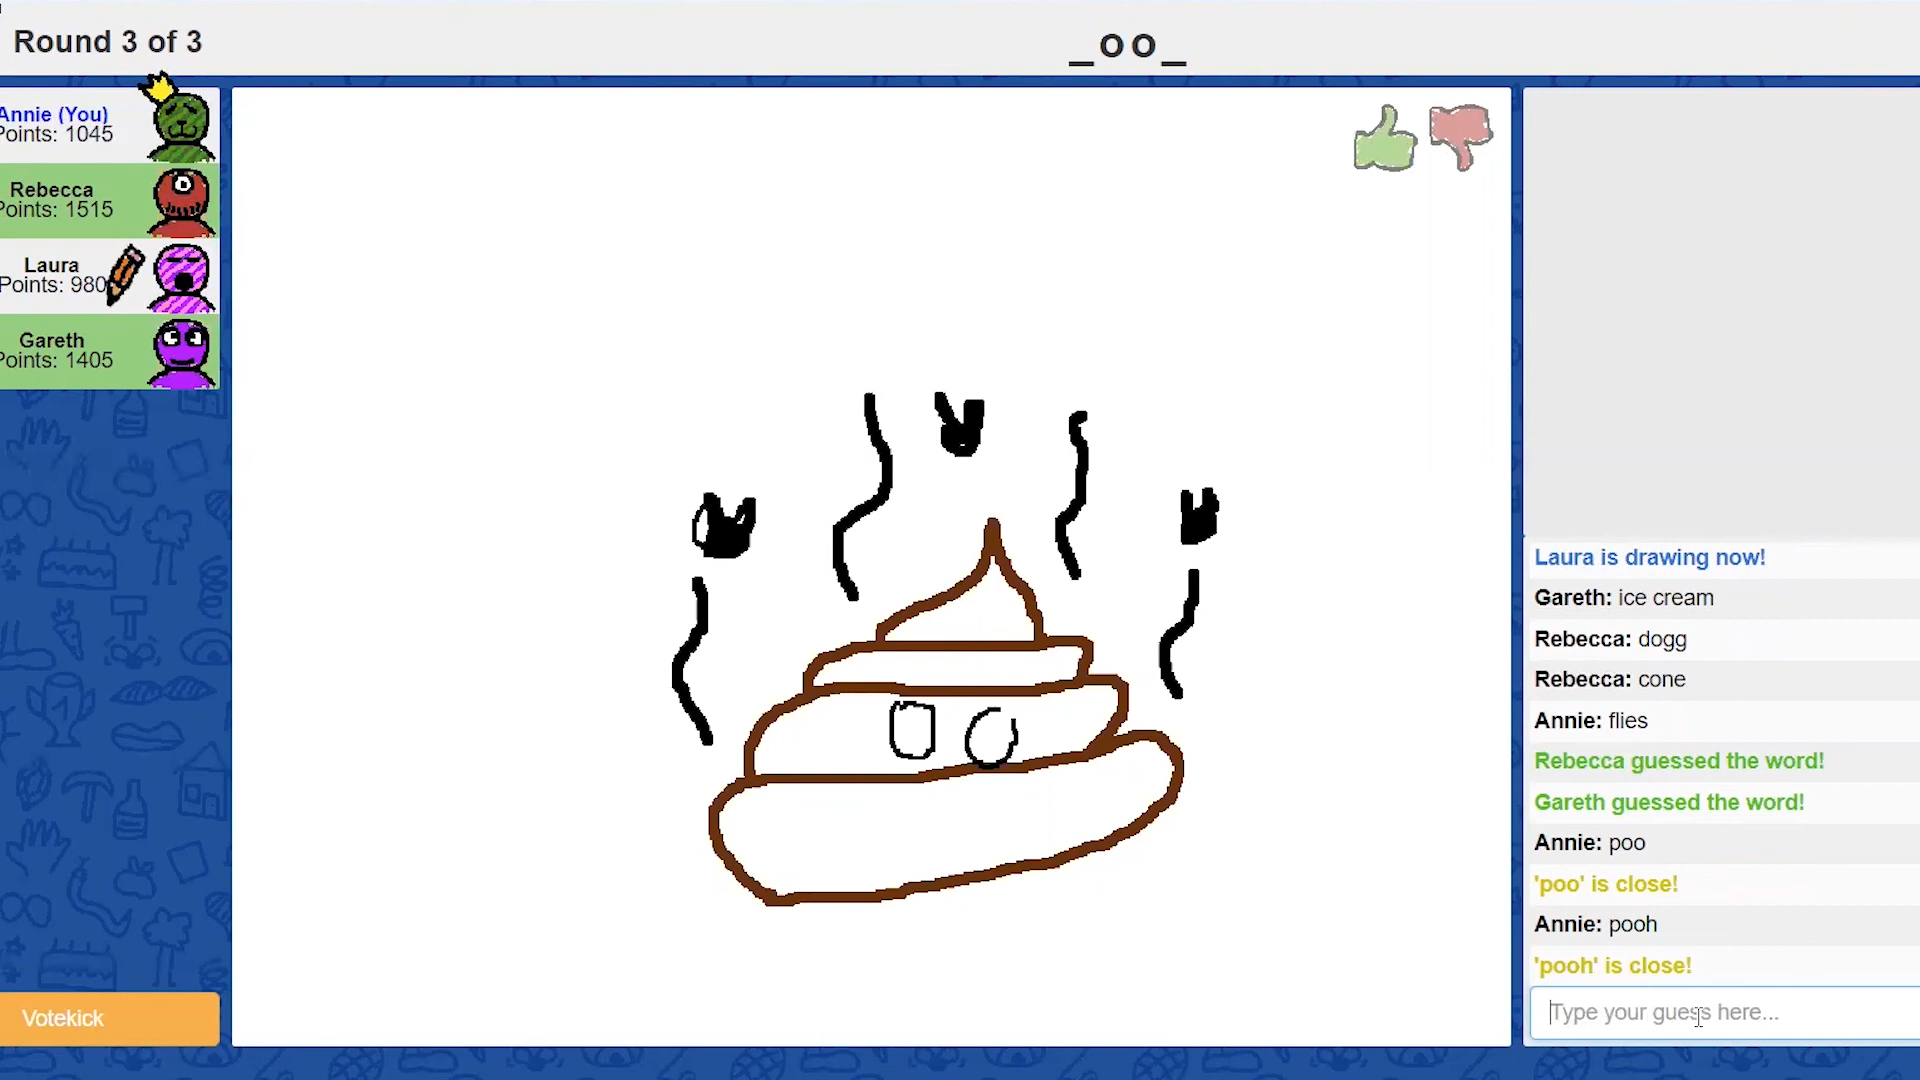 Round 3 of 3
_oo_
Annie (You)
Points: 1045
Rebecca
Points: 1515
Laura
Points: 980
Gareth
Points: 1405
Votekick
Laura is drawing now!
Gareth: ice cream
Rebecca: dogg
Rebecca: cone
Annie: flies
Rebecca guessed the word!
Gareth guessed the word!
Annie: poo
'poo' is close!
Annie: pooh
'pooh' is close!
Type your guess here...